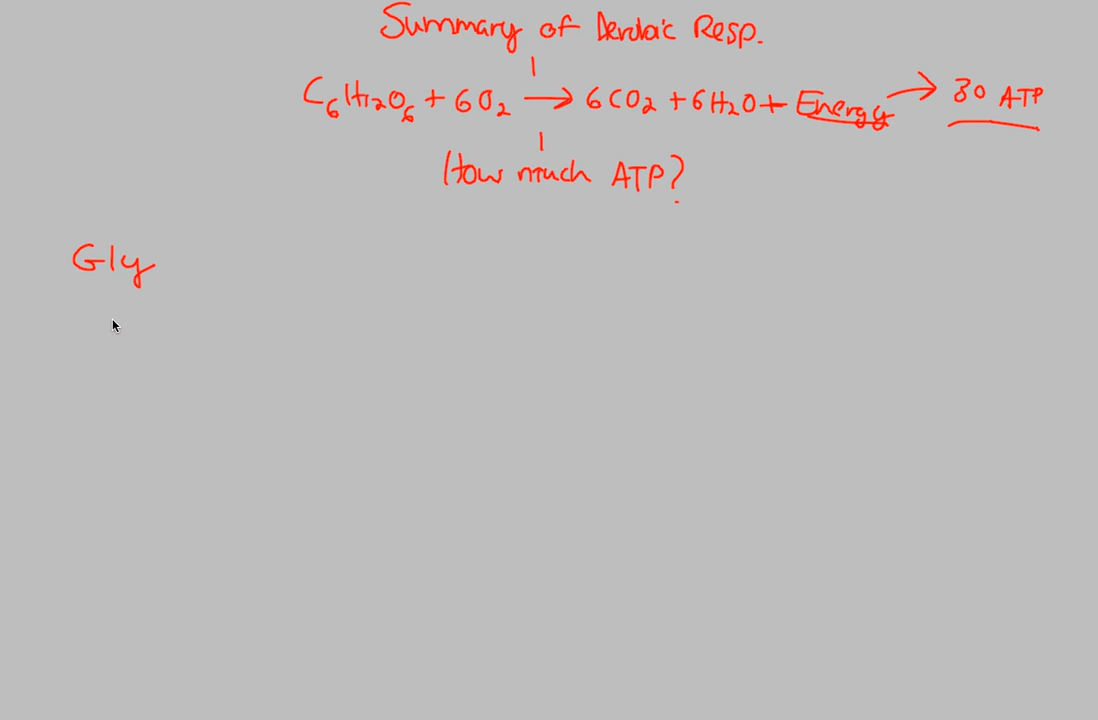 Summary of Aerobic Resp.
C₆H₁₂O₆ + 6O₂ → 6CO₂ + 6H₂O + Energy → 30 ATP
How much ATP?
Gly